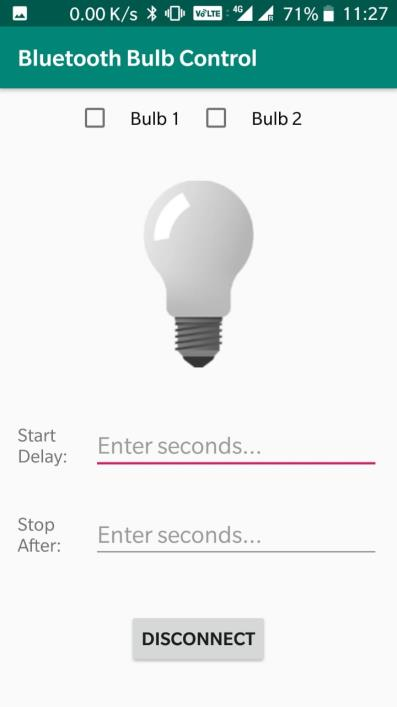 0.00 K/s VoLTE 4G R 71% 11:27
Bluetooth Bulb Control
Bulb 1 Bulb 2
Start
Delay:
Enter seconds...
Stop
After:
Enter seconds...
DISCONNECT